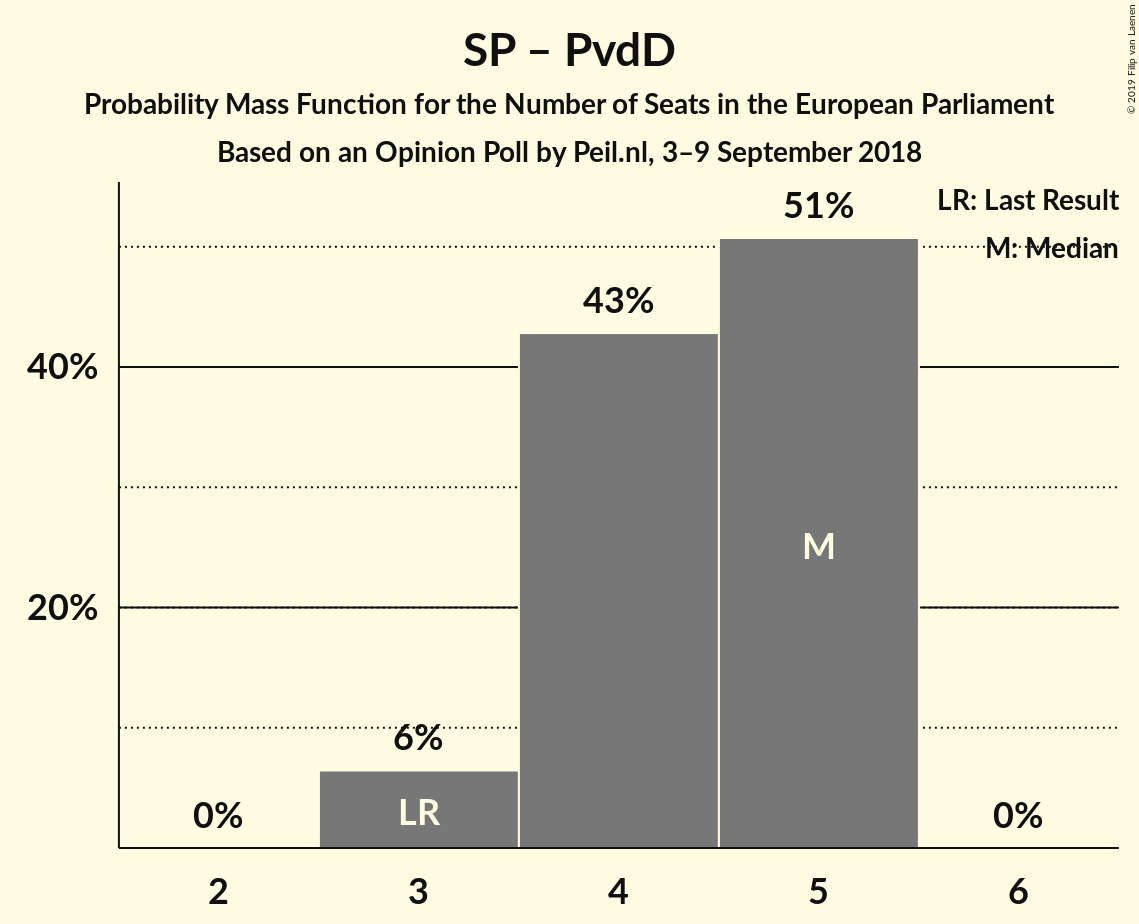 SP – PvdD
Probability Mass Function for the Number of Seats in the European Parliament
Based on an Opinion Poll by Peil.nl, 3–9 September 2018
© 2019 Filip van Laenen
LR: Last Result
M: Median
51%
43%
40%
M
20%
6%
LR
0%
0%
2 3 4 5 6